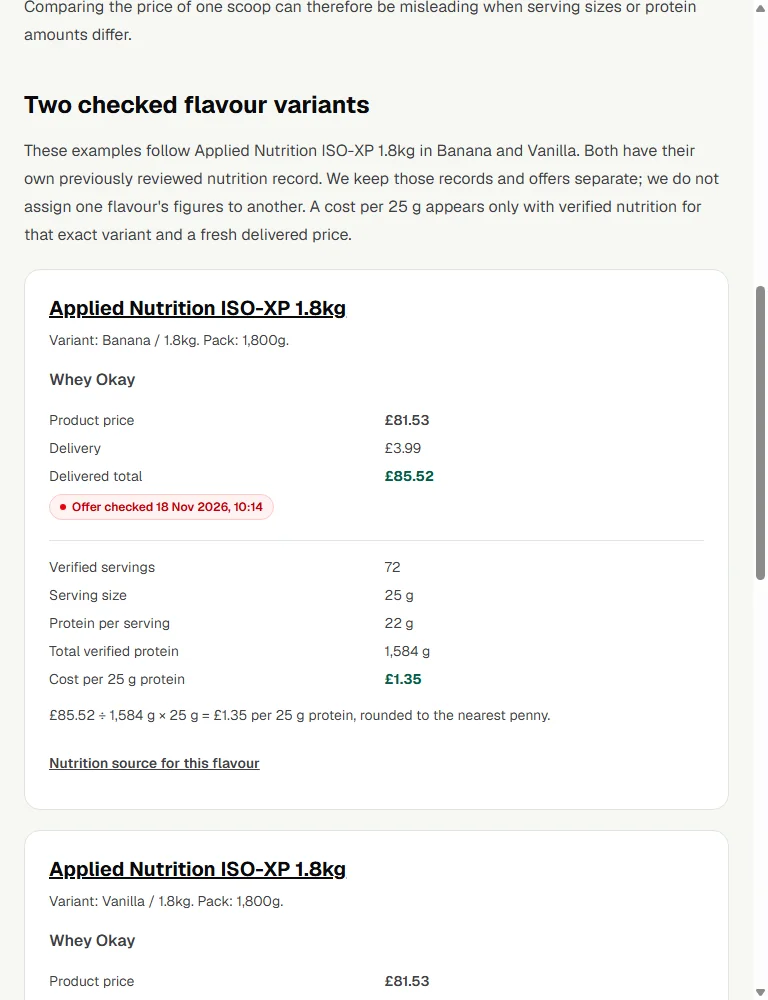 Comparing the price of one scoop can therefore be misleading when serving sizes or protein
amounts differ.
Two checked flavour variants
These examples follow Applied Nutrition ISO-XP 1.8kg in Banana and Vanilla. Both have their
own previously reviewed nutrition record. We keep those records and offers separate; we do not
assign one flavour's figures to another. A cost per 25 g appears only with verified nutrition for
that exact variant and a fresh delivered price.
Applied Nutrition ISO-XP 1.8kg
Variant: Banana / 1.8kg. Pack: 1,800g.
Whey Okay
Product price £81.53
Delivery £3.99
Delivered total £85.52
Offer checked 18 Nov 2026, 10:14
Verified servings 72
Serving size 25 g
Protein per serving 22 g
Total verified protein 1,584 g
Cost per 25 g protein £1.35
£85.52 ÷ 1,584 g × 25 g = £1.35 per 25 g protein, rounded to the nearest penny.
Nutrition source for this flavour
Applied Nutrition ISO-XP 1.8kg
Variant: Vanilla / 1.8kg. Pack: 1,800g.
Whey Okay
Product price £81.53